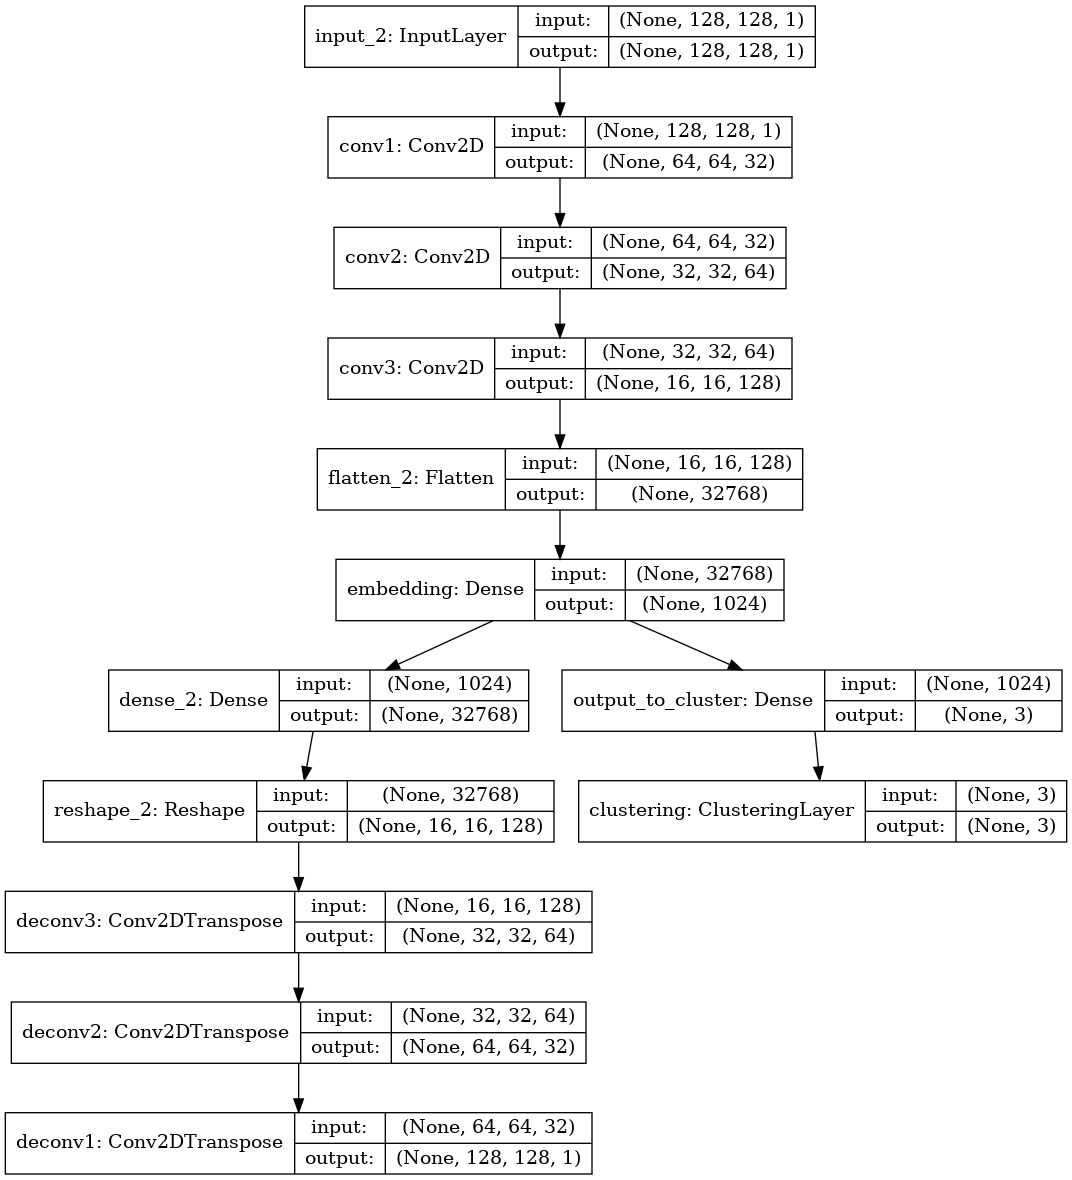 input_2: InputLayer
input: (None, 128, 128, 1)
output: (None, 128, 128, 1)
conv1: Conv2D
input: (None, 128, 128, 1)
output: (None, 64, 64, 32)
conv2: Conv2D
input: (None, 64, 64, 32)
output: (None, 32, 32, 64)
conv3: Conv2D
input: (None, 32, 32, 64)
output: (None, 16, 16, 128)
flatten_2: Flatten
input: (None, 16, 16, 128)
output: (None, 32768)
embedding: Dense
input: (None, 32768)
output: (None, 1024)
dense_2: Dense
input: (None, 1024)
output: (None, 32768)
output_to_cluster: Dense
input: (None, 1024)
output: (None, 3)
reshape_2: Reshape
input: (None, 32768)
output: (None, 16, 16, 128)
clustering: ClusteringLayer
input: (None, 3)
output: (None, 3)
deconv3: Conv2DTranspose
input: (None, 16, 16, 128)
output: (None, 32, 32, 64)
deconv2: Conv2DTranspose
input: (None, 32, 32, 64)
output: (None, 64, 64, 32)
deconv1: Conv2DTranspose
input: (None, 64, 64, 32)
output: (None, 128, 128, 1)